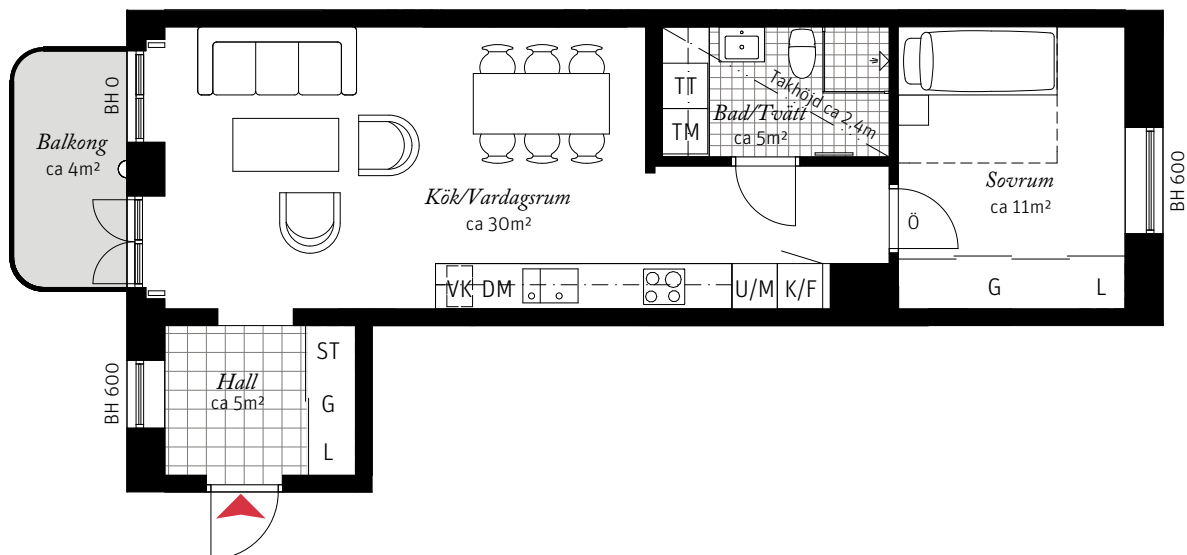 BH 0
Balkong
ca 4m²
Kök/Vardagsrum
ca 30m²
TT
TM
Takhöjd ca 2,4m
Bad/Tvätt
ca 5m²
Sovrum
ca 11m²
BH 600
Ö
G
L
VK DM
U/M
K/F
BH 600
Hall
ca 5m²
ST
G
L